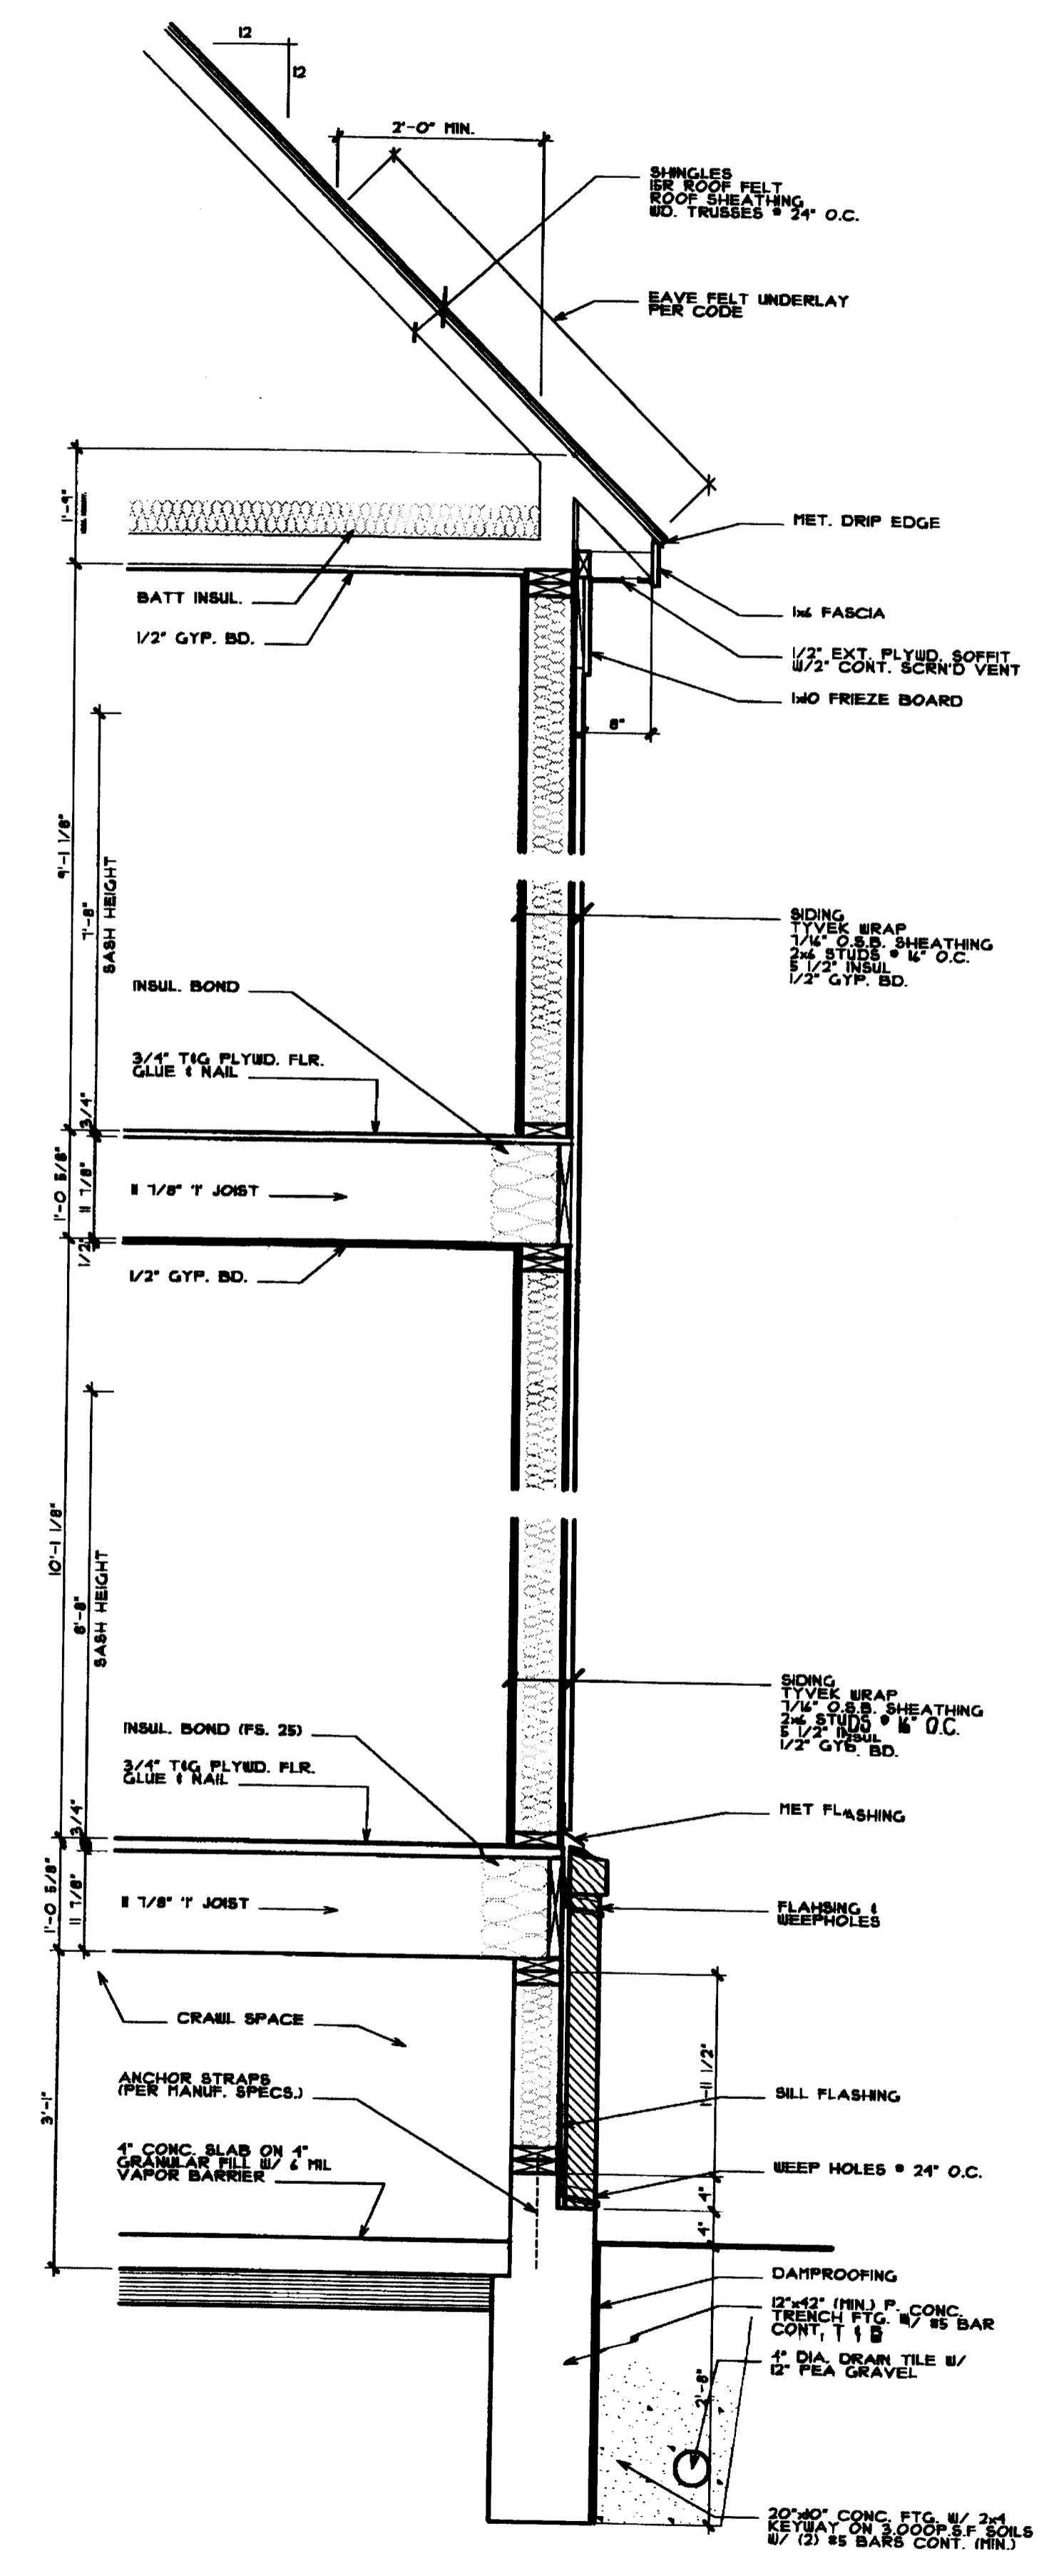 12
12
2'-0" MIN.
SHINGLES
15# ROOF FELT
ROOF SHEATHING
WD. TRUSSES @ 24" O.C.
EAVE FELT UNDERLAY
PER CODE
1'-9"
MET. DRIP EDGE
BATT INSUL.
1/2" GYP. BD.
1x6 FASCIA
1/2" EXT. PLYWD. SOFFIT
W/2" CONT. SCRN'D VENT
1x10 FRIEZE BOARD
8"
9'-1 1/8"
7'-8"
SASH HEIGHT
SIDING
TYVEK WRAP
7/16" O.S.B. SHEATHING
2x6 STUDS @ 16" O.C.
5 1/2" INSUL
1/2" GYP. BD.
INSUL. BOND
3/4" T&G PLYWD. FLR.
GLUE & NAIL
3/4"
1'-0 5/8"
11 7/8"
11 7/8" 'I' JOIST
1/2"
1/2" GYP. BD.
10'-1 1/8"
8'-8"
SASH HEIGHT
SIDING
TYVEK WRAP
7/16" O.S.B. SHEATHING
2x6 STUDS @ 16" O.C.
5 1/2" INSUL
1/2" GYP. BD.
INSUL. BOND (FS. 25)
3/4" T&G PLYWD. FLR.
GLUE & NAIL
3/4"
MET FLASHING
1'-0 5/8"
11 7/8"
11 7/8" 'I' JOIST
FLAHSING &
WEEPHOLES
CRAWL SPACE
1'-11 1/2"
ANCHOR STRAPS
(PER MANUF. SPECS.)
SILL FLASHING
3'-1"
4" CONC. SLAB ON 4"
GRANULAR FILL W/ 6 MIL
VAPOR BARRIER
WEEP HOLES @ 24" O.C.
4"
4"
DAMPROOFING
12"x42" (MIN.) P. CONC.
TRENCH FTG. W/ #5 BAR
CONT, T & B
4" DIA. DRAIN TILE W/
12" PEA GRAVEL
2'-8"
20"x10" CONC. FTG. W/ 2x4
KEYWAY ON 3,000P.S.F SOILS
W/ (2) #5 BARS CONT. (MIN.)